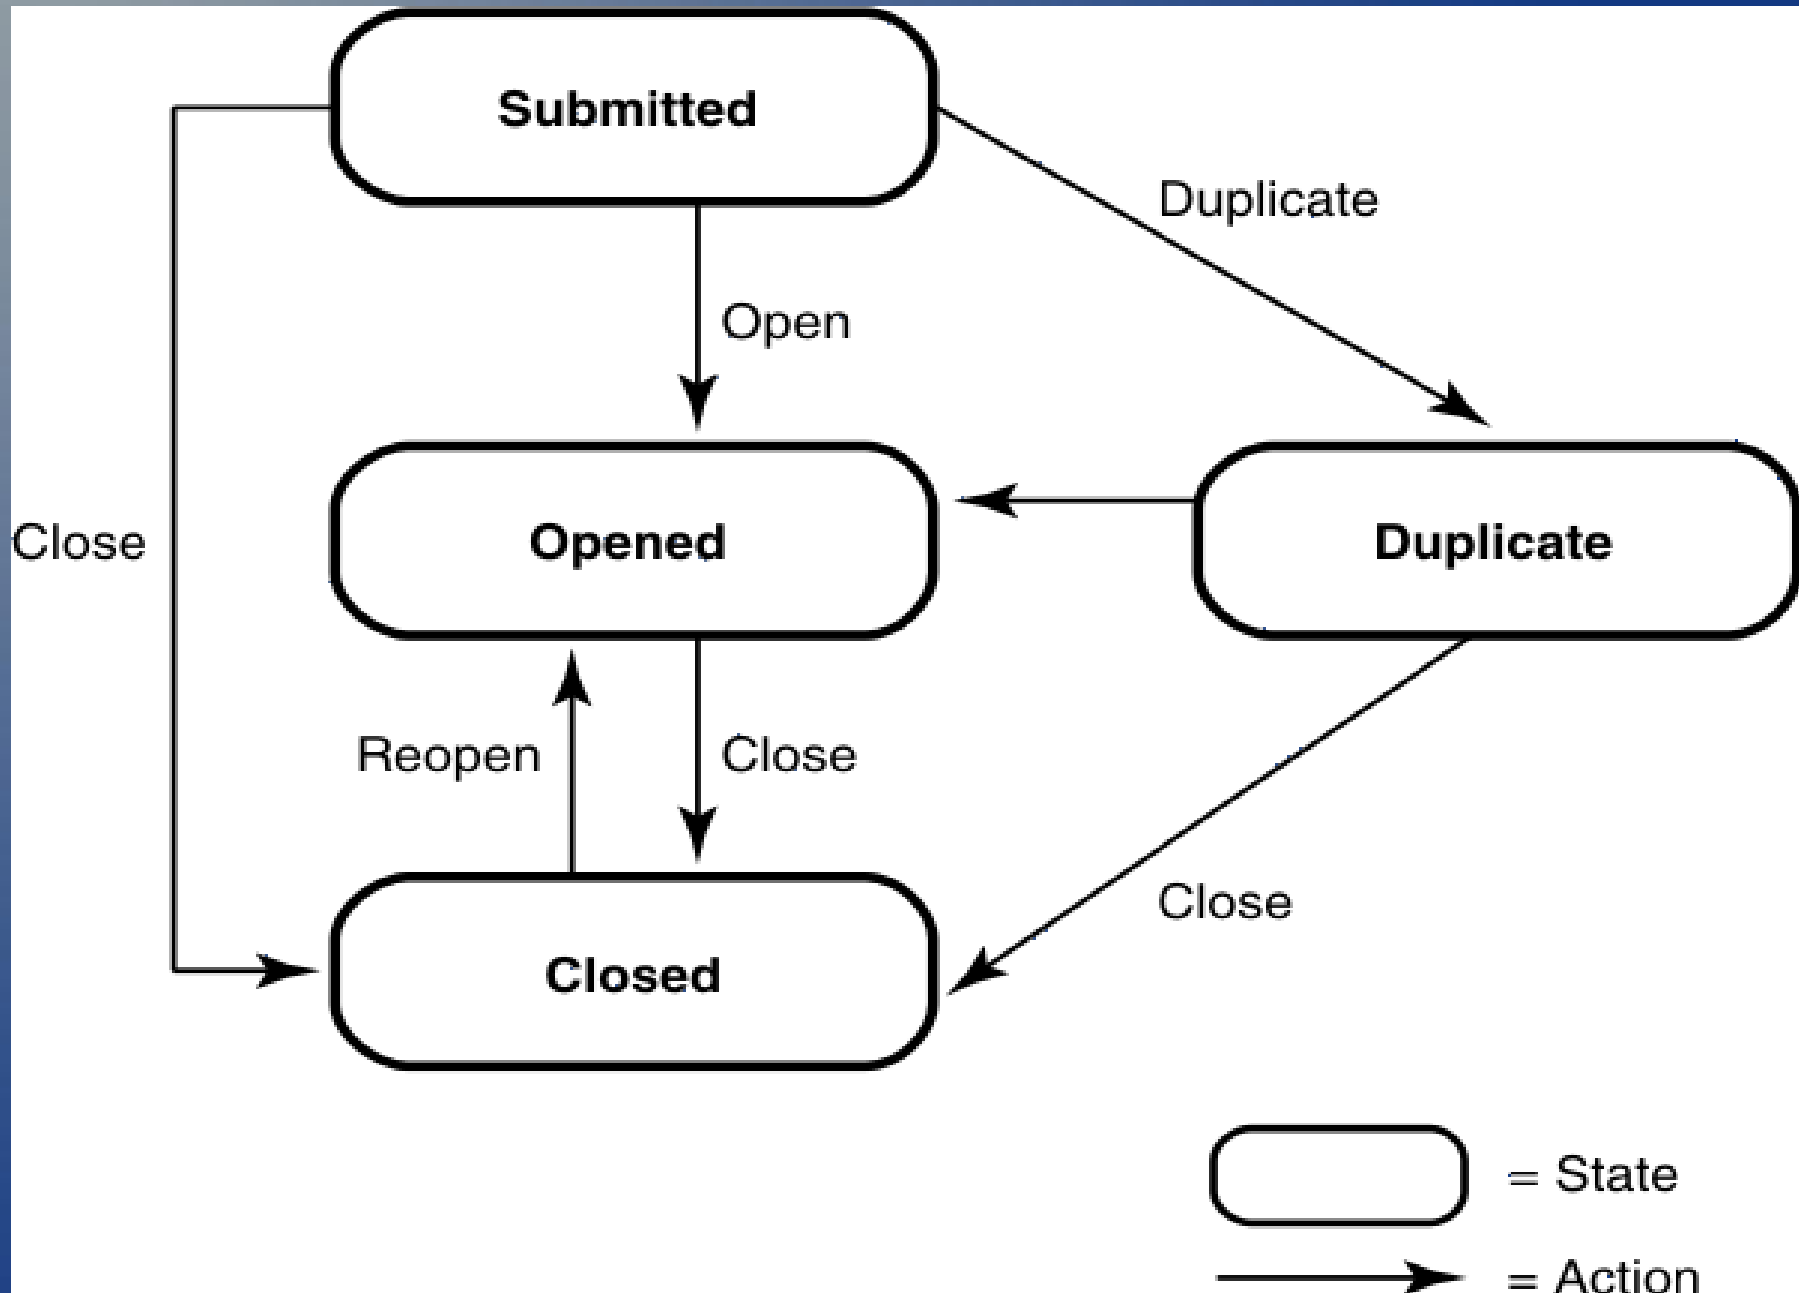 Submitted
Duplicate
Open
Close
Opened
Duplicate
Reopen
Close
Close
Closed
= State
= Action